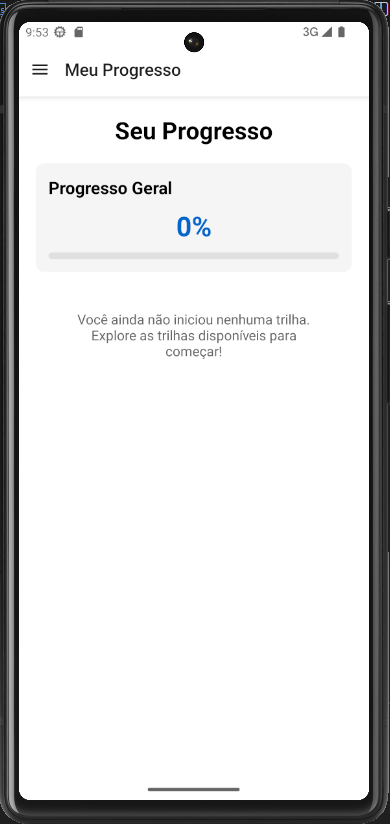 9:53
3G
Meu Progresso
Seu Progresso
Progresso Geral
0%
Você ainda não iniciou nenhuma trilha.
Explore as trilhas disponíveis para
começar!